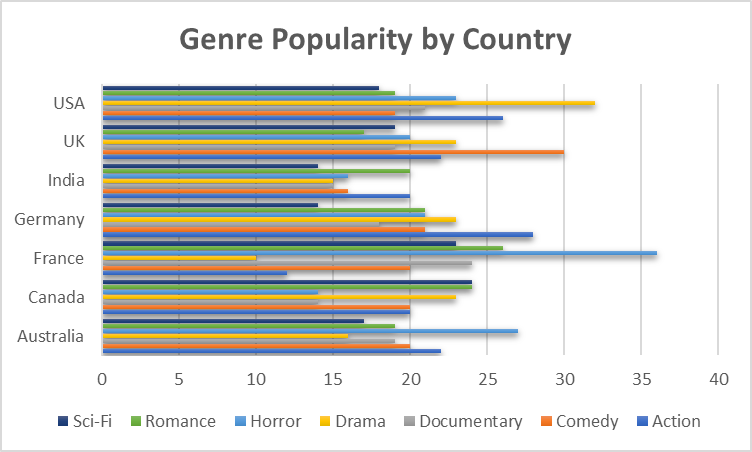 Genre Popularity by Country
USA
UK
India
Germany
France
Canada
Australia
0 5 10 15 20 25 30 35 40
Sci-Fi Romance Horror Drama Documentary Comedy Action